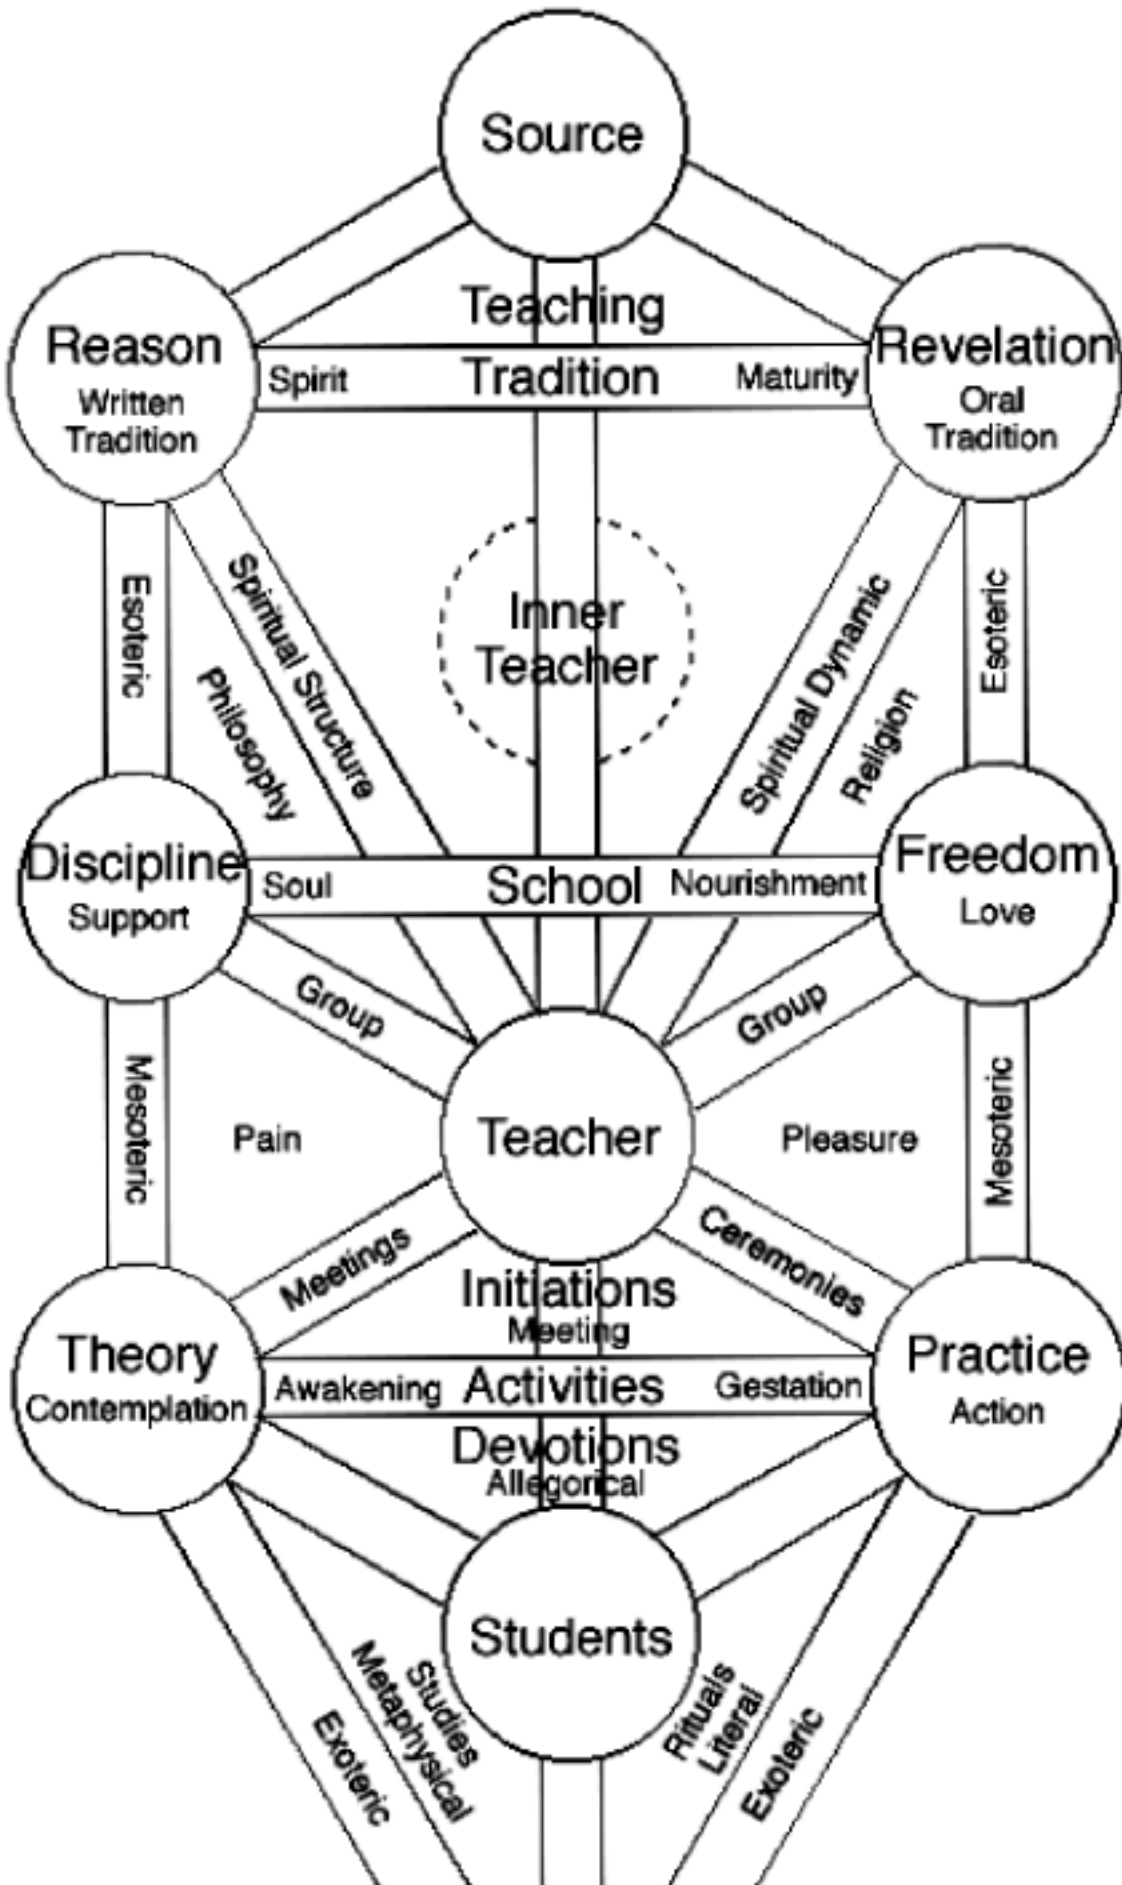 Source
Teaching
Reason
Written
Tradition
Spirit
Tradition
Maturity
Revelation
Oral
Tradition
Esoteric
Philosophy
Spiritual Structure
Inner
Teacher
Spiritual Dynamic
Religion
Esoteric
Discipline
Support
Soul
School
Nourishment
Freedom
Love
Group
Group
Mesoteric
Pain
Teacher
Pleasure
Mesoteric
Meetings
Ceremonies
Initiations
Meeting
Theory
Contemplation
Awakening
Activities
Gestation
Practice
Action
Devotions
Allegorical
Students
Exoteric
Metaphysical
Studies
Rituals
Literal
Exoteric